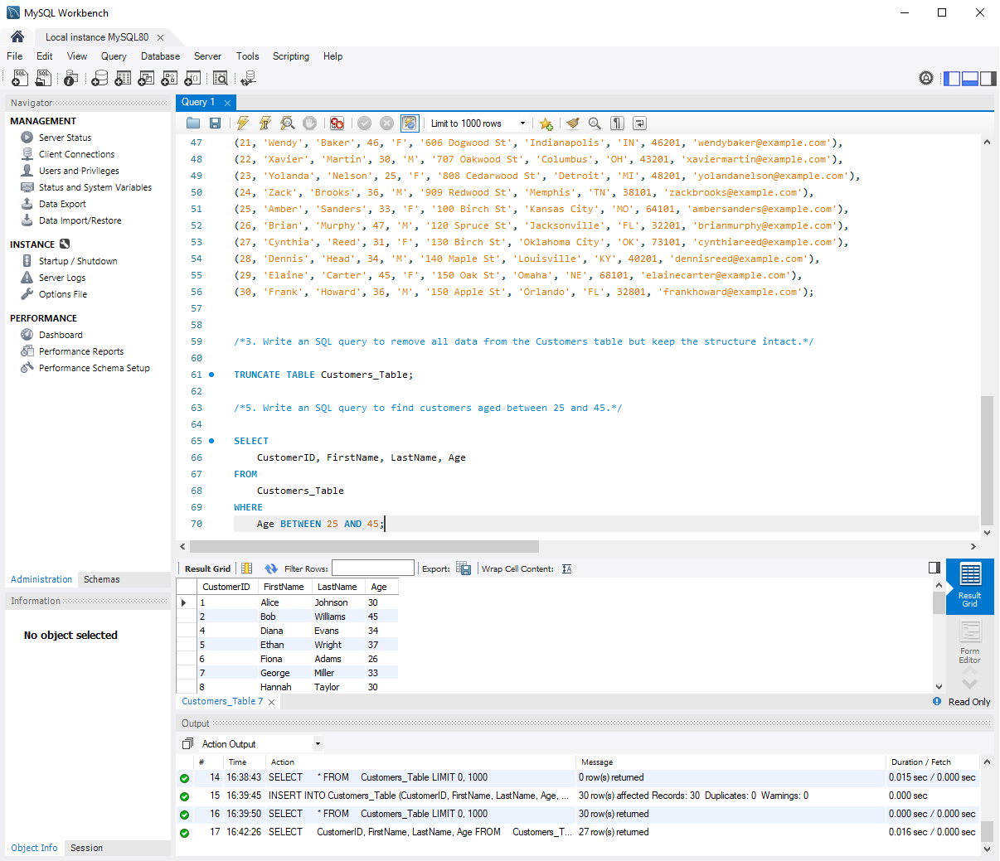 MySQL Workbench
Local instance MySQL80
File Edit View Query Database Server Tools Scripting Help
Navigator
MANAGEMENT
Server Status
Client Connections
Users and Privileges
Status and System Variables
Data Export
Data Import/Restore
INSTANCE
Startup / Shutdown
Server Logs
Options File
PERFORMANCE
Dashboard
Performance Reports
Performance Schema Setup
Administration Schemas
Information
No object selected
Object Info Session
Query 1
Limit to 1000 rows
47 (21, 'Wendy', 'Baker', 46, 'F', '606 Dogwood St', 'Indianapolis', 'IN', 46201, 'wendybaker@example.com'),
48 (22, 'Xavier', 'Martin', 30, 'M', '707 Oakwood St', 'Columbus', 'OH', 43201, 'xaviermartin@example.com'),
49 (23, 'Yolanda', 'Nelson', 25, 'F', '808 Cedarwood St', 'Detroit', 'MI', 48201, 'yolandanelson@example.com'),
50 (24, 'Zack', 'Brooks', 36, 'M', '909 Redwood St', 'Memphis', 'TN', 38101, 'zackbrooks@example.com'),
51 (25, 'Amber', 'Sanders', 33, 'F', '100 Birch St', 'Kansas City', 'MO', 64101, 'ambersanders@example.com'),
52 (26, 'Brian', 'Murphy', 47, 'M', '120 Spruce St', 'Jacksonville', 'FL', 32201, 'brianmurphy@example.com'),
53 (27, 'Cynthia', 'Reed', 31, 'F', '130 Birch St', 'Oklahoma City', 'OK', 73101, 'cynthiareed@example.com'),
54 (28, 'Dennis', 'Head', 34, 'M', '140 Maple St', 'Louisville', 'KY', 40201, 'dennisreed@example.com'),
55 (29, 'Elaine', 'Carter', 45, 'F', '150 Oak St', 'Omaha', 'NE', 68101, 'elainecarter@example.com'),
56 (30, 'Frank', 'Howard', 36, 'M', '150 Apple St', 'Orlando', 'FL', 32801, 'frankhoward@example.com');
57
58
59 /*3. Write an SQL query to remove all data from the Customers table but keep the structure intact.*/
60
61 TRUNCATE TABLE Customers_Table;
62
63 /*5. Write an SQL query to find customers aged between 25 and 45.*/
64
65 SELECT
66 CustomerID, FirstName, LastName, Age
67 FROM
68 Customers_Table
69 WHERE
70 Age BETWEEN 25 AND 45;
Result Grid Filter Rows: Export: Wrap Cell Content:
CustomerID FirstName LastName Age
1 Alice Johnson 30
2 Bob Williams 45
4 Diana Evans 34
5 Ethan Wright 37
6 Fiona Adams 26
7 George Miller 33
8 Hannah Taylor 30
Result
Grid
Form
Editor
Customers_Table 7
Read Only
Output
Action Output
# Time Action Message Duration / Fetch
14 16:38:43 SELECT * FROM Customers_Table LIMIT 0, 1000 0 row(s) returned 0.015 sec / 0.000 sec
15 16:39:45 INSERT INTO Customers_Table (CustomerID, FirstName, LastName, Age, ... 30 row(s) affected Records: 30 Duplicates: 0 Warnings: 0 0.000 sec
16 16:39:50 SELECT * FROM Customers_Table LIMIT 0, 1000 30 row(s) returned 0.000 sec / 0.000 sec
17 16:42:26 SELECT CustomerID, FirstName, LastName, Age FROM Customers_T... 27 row(s) returned 0.016 sec / 0.000 sec